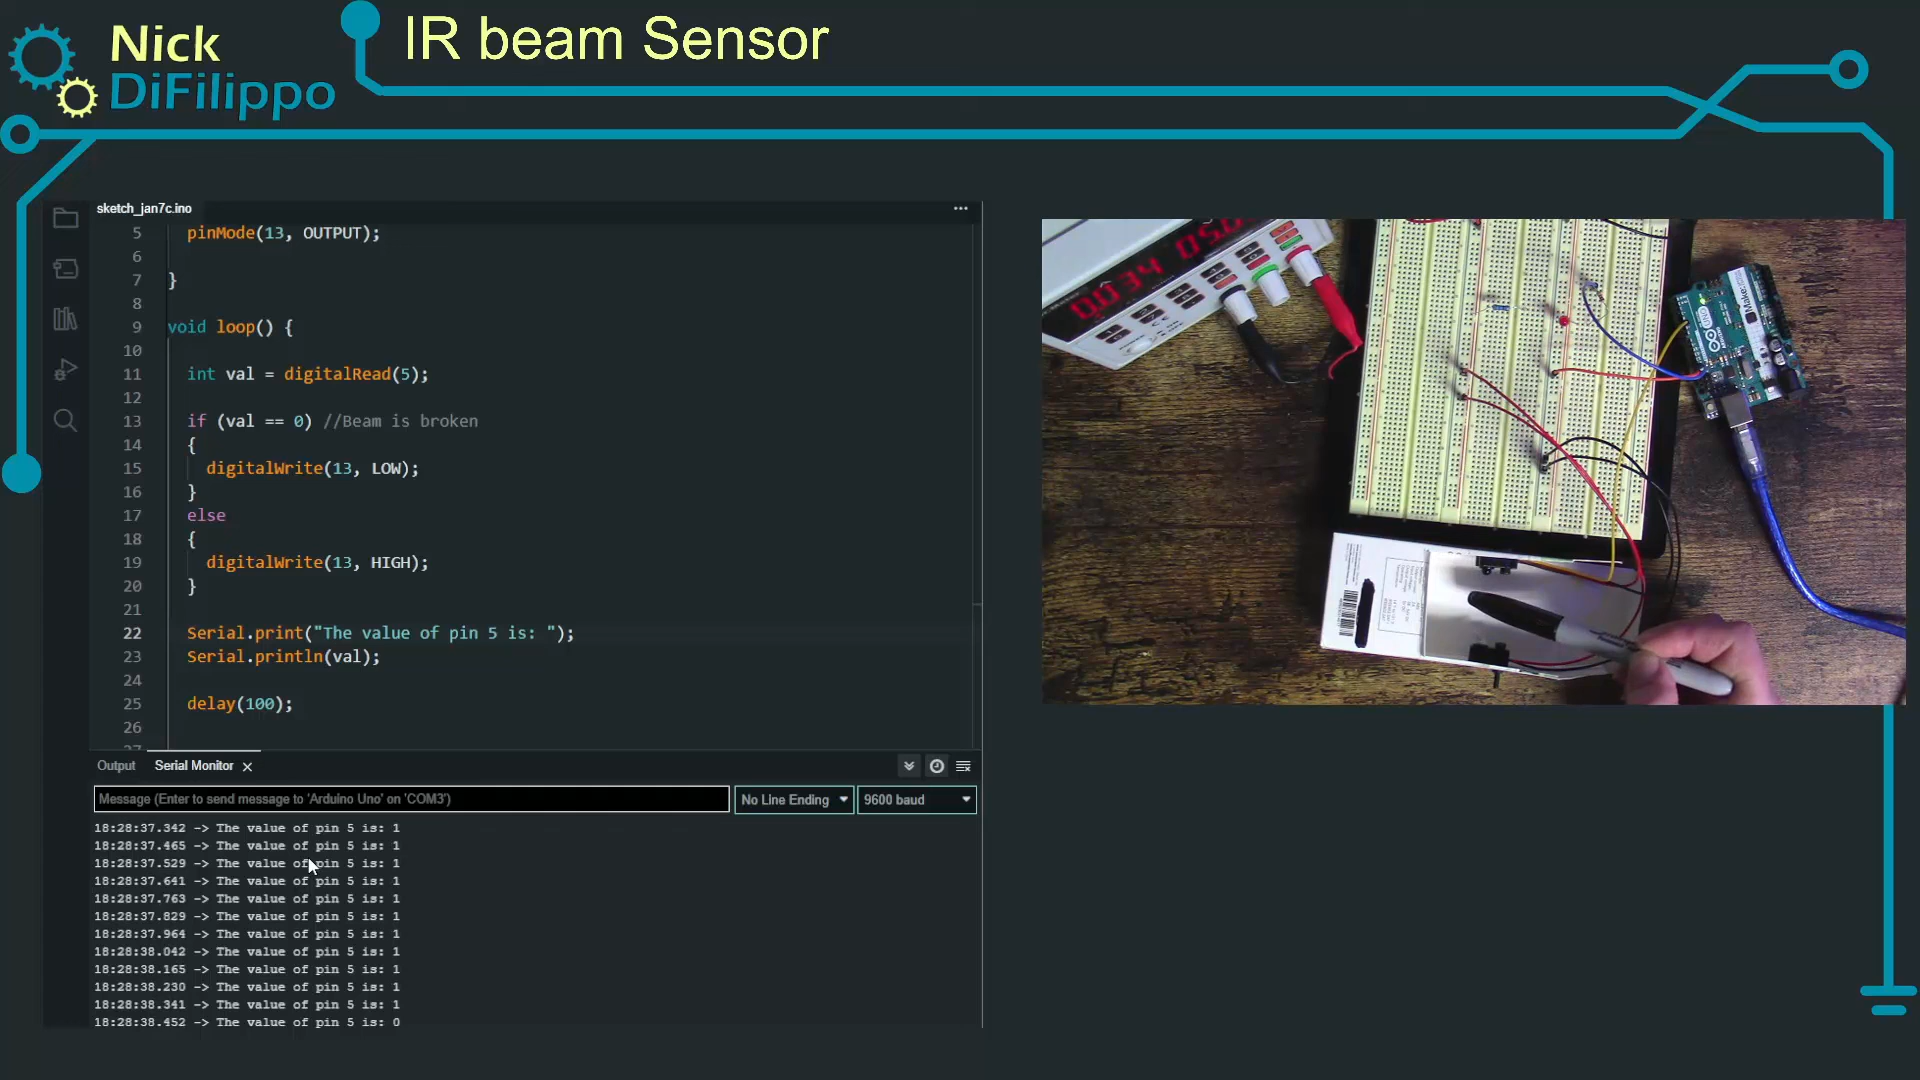 Nick
DiFilippo
IR beam Sensor
sketch_jan7c.ino
5 pinMode(13, OUTPUT);
6
7 }
8
9 void loop() {
10
11 int val = digitalRead(5);
12
13 if (val == 0) //Beam is broken
14 {
15 digitalWrite(13, LOW);
16 }
17 else
18 {
19 digitalWrite(13, HIGH);
20 }
21
22 Serial.print("The value of pin 5 is: ");
23 Serial.println(val);
24
25 delay(100);
26
Output Serial Monitor
Message (Enter to send message to 'Arduino Uno' on 'COM3')
No Line Ending
9600 baud
18:28:37.342 -> The value of pin 5 is: 1
18:28:37.465 -> The value of pin 5 is: 1
18:28:37.529 -> The value of pin 5 is: 1
18:28:37.641 -> The value of pin 5 is: 1
18:28:37.763 -> The value of pin 5 is: 1
18:28:37.829 -> The value of pin 5 is: 1
18:28:37.964 -> The value of pin 5 is: 1
18:28:38.042 -> The value of pin 5 is: 1
18:28:38.165 -> The value of pin 5 is: 1
18:28:38.230 -> The value of pin 5 is: 1
18:28:38.341 -> The value of pin 5 is: 1
18:28:38.452 -> The value of pin 5 is: 0